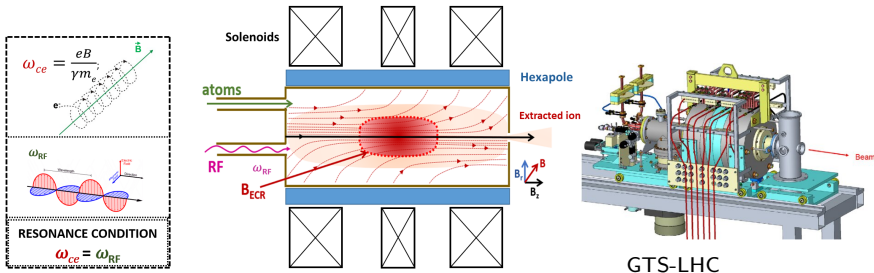 ω_ce = eB / γm_e
B⃗
e⁻
ω_RF
RESONANCE CONDITION
ω_ce = ω_RF
Solenoids
Hexapole
atoms
Extracted ion
RF
ω_RF
B_ECR
B_r
B
B_z
Beam
GTS-LHC